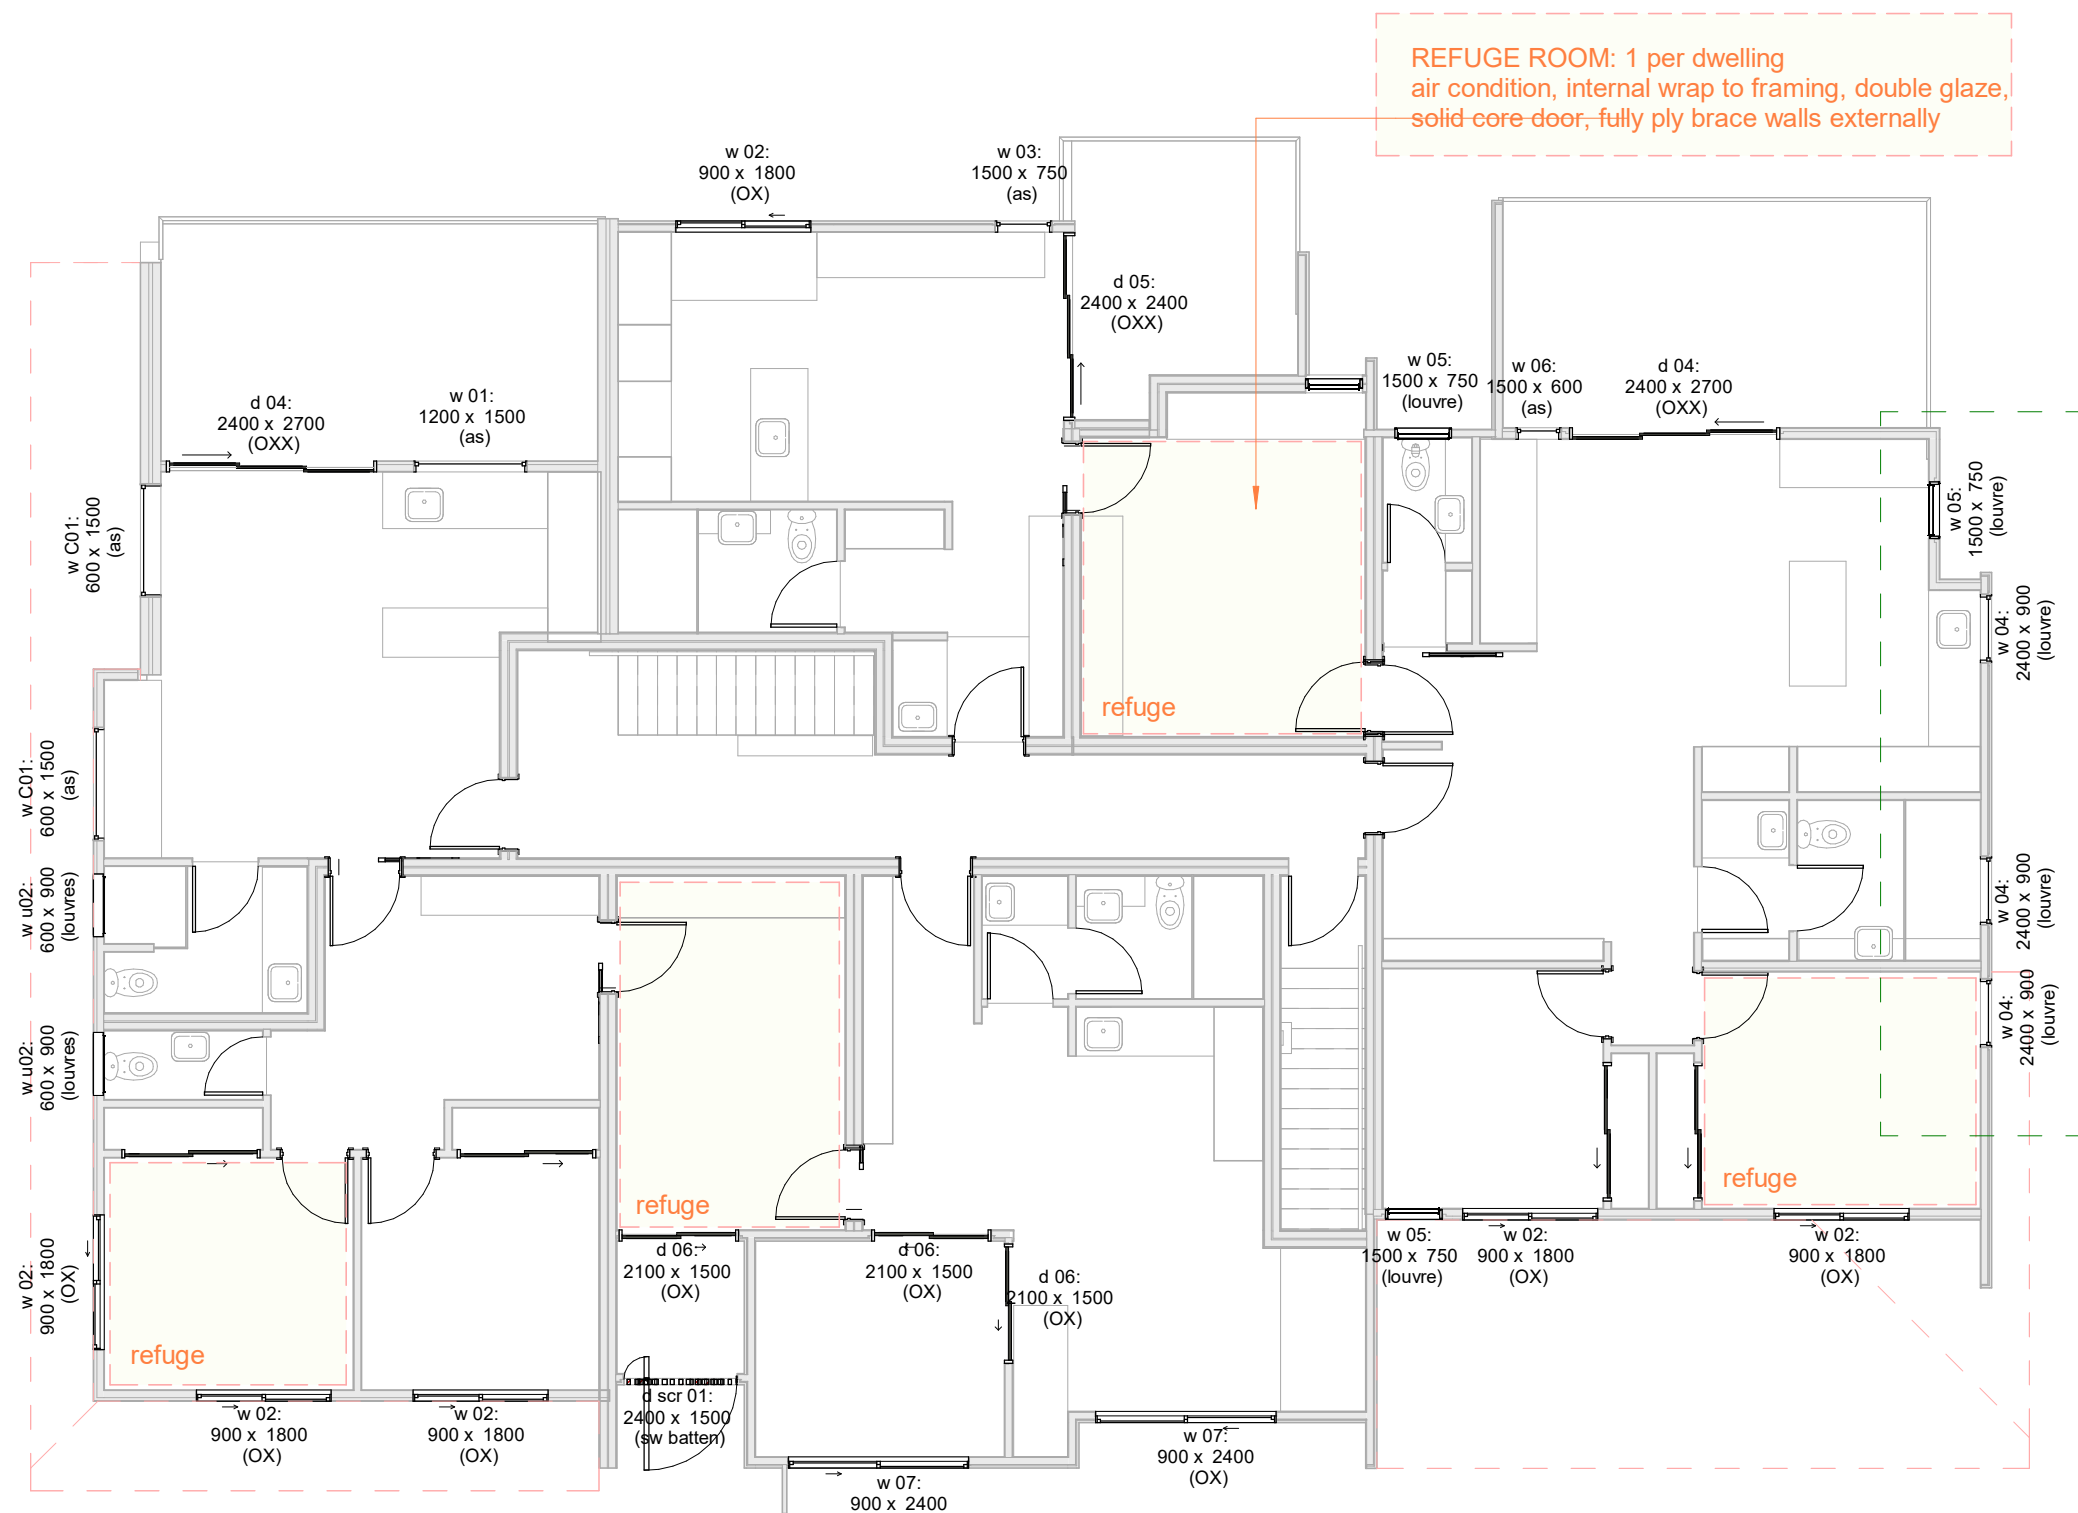 REFUGE ROOM: 1 per dwelling
air condition, internal wrap to framing, double glaze,
solid core door, fully ply brace walls externally
w 02:
900 x 1800
(OX)
w 03:
1500 x 750
(as)
d 05:
2400 x 2400
(OXX)
w 05:
1500 x 750
(louvre)
w 06:
1500 x 600
(as)
d 04:
2400 x 2700
(OXX)
d 04:
2400 x 2700
(OXX)
w 01:
1200 x 1500
(as)
w C01:
600 x 1500
(as)
w 05:
1500 x 750
(louvre)
w 04:
2400 x 900
(louvre)
refuge
w C01:
600 x 1500
(as)
w u02:
600 x 900
(louvres)
w 04:
2400 x 900
(louvre)
w u02:
600 x 900
(louvres)
w 04:
2400 x 900
(louvre)
refuge
refuge
w 02:
900 x 1800
(OX)
d 06:
2100 x 1500
(OX)
d 06:
2100 x 1500
(OX)
d 06:
2100 x 1500
(OX)
w 05:
1500 x 750
(louvre)
w 02:
900 x 1800
(OX)
w 02:
900 x 1800
(OX)
refuge
w 02:
900 x 1800
(OX)
w 02:
900 x 1800
(OX)
d scr 01:
2400 x 1500
(sw batten)
w 07:
900 x 2400
(OX)
w 07:
900 x 2400